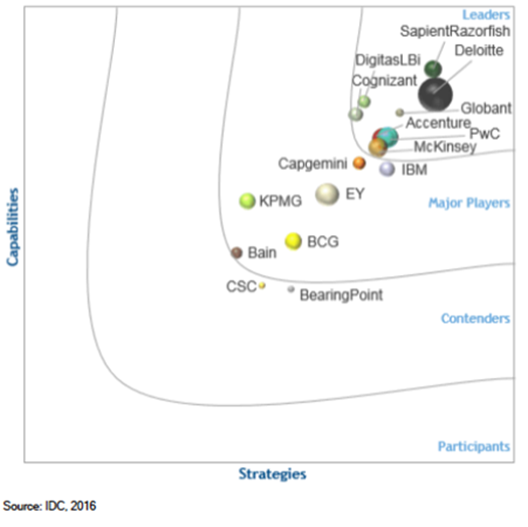 Leaders
SapientRazorfish
Deloitte
DigitasLBi
Cognizant
Globant
Accenture
PwC
McKinsey
Capgemini
IBM
KPMG
EY
Major Players
BCG
Bain
CSC
BearingPoint
Contenders
Participants
Capabilities
Strategies
Source: IDC, 2016